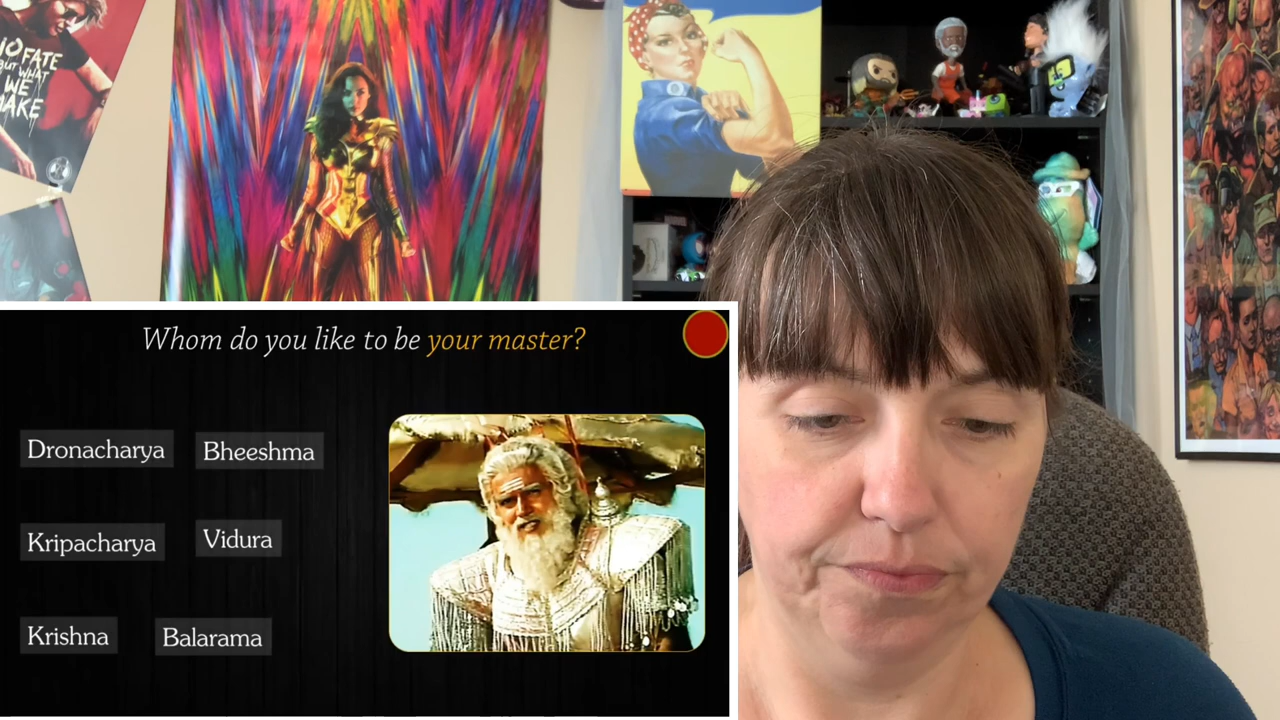 NO FATE
BUT WHAT
WE
MAKE
Whom do you like to be your master?
Dronacharya
Bheeshma
Kripacharya
Vidura
Krishna
Balarama